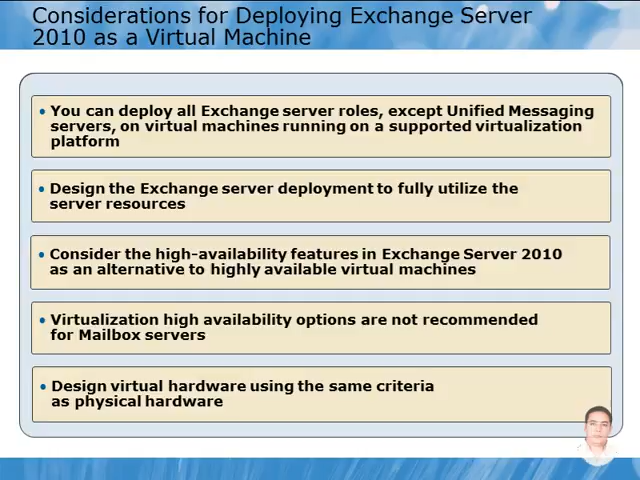 Considerations for Deploying Exchange Server
2010 as a Virtual Machine
• You can deploy all Exchange server roles, except Unified Messaging
servers, on virtual machines running on a supported virtualization
platform
• Design the Exchange server deployment to fully utilize the
server resources
• Consider the high-availability features in Exchange Server 2010
as an alternative to highly available virtual machines
• Virtualization high availability options are not recommended
for Mailbox servers
• Design virtual hardware using the same criteria
as physical hardware